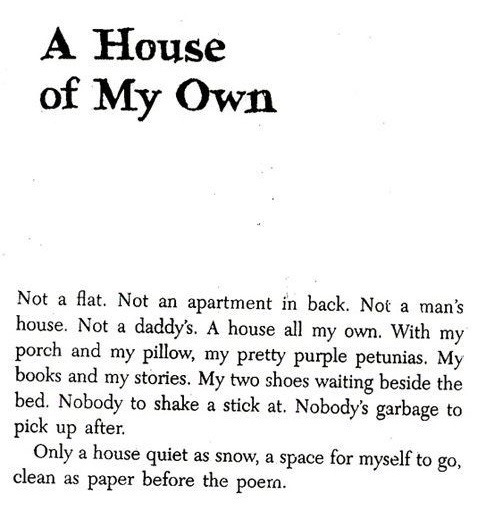 A House
of My Own
Not a flat. Not an apartment in back. Not a man's
house. Not a daddy's. A house all my own. With my
porch and my pillow, my pretty purple petunias. My
books and my stories. My two shoes waiting beside the
bed. Nobody to shake a stick at. Nobody's garbage to
pick up after.
Only a house quiet as snow, a space for myself to go,
clean as paper before the poem.